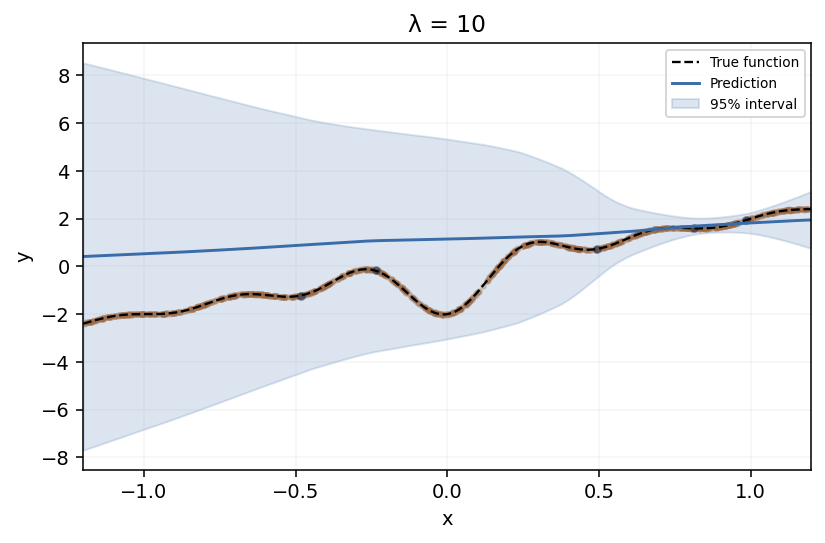 λ = 10
True function
Prediction
95% interval
8
6
4
2
0
−2
−4
−6
−8
y
−1.0 −0.5 0.0 0.5 1.0
x